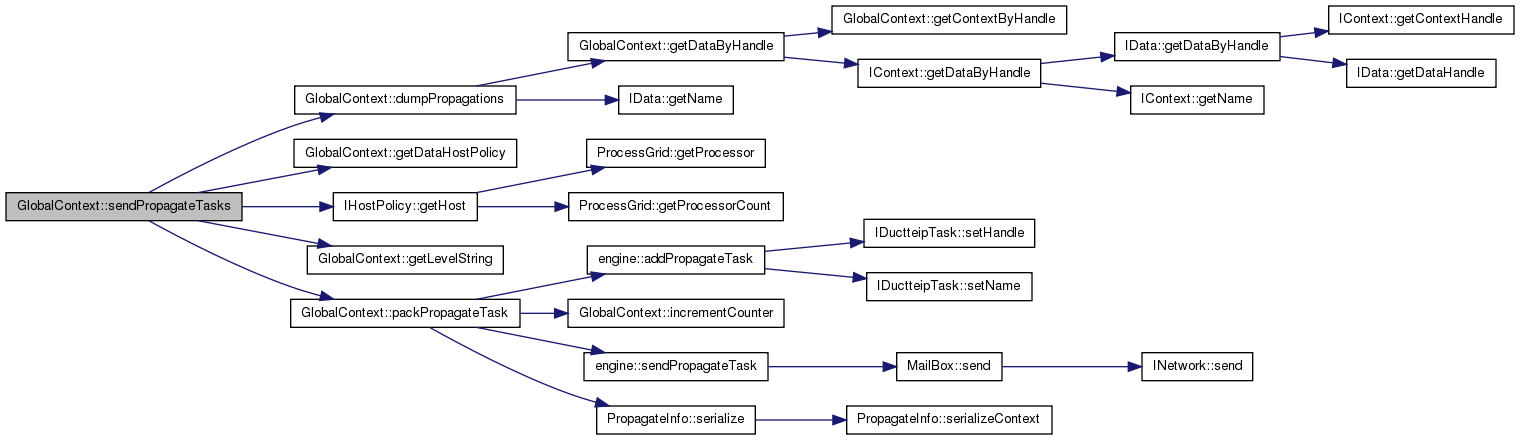 GlobalContext::sendPropagateTasks
GlobalContext::dumpPropagations
GlobalContext::getDataByHandle
GlobalContext::getContextByHandle
IContext::getDataByHandle
IData::getDataByHandle
IContext::getContextHandle
IData::getDataHandle
IContext::getName
IData::getName
GlobalContext::getDataHostPolicy
IHostPolicy::getHost
ProcessGrid::getProcessor
ProcessGrid::getProcessorCount
GlobalContext::getLevelString
GlobalContext::packPropagateTask
engine::addPropagateTask
IDuctteipTask::setHandle
IDuctteipTask::setName
GlobalContext::incrementCounter
engine::sendPropagateTask
MailBox::send
INetwork::send
PropagateInfo::serialize
PropagateInfo::serializeContext